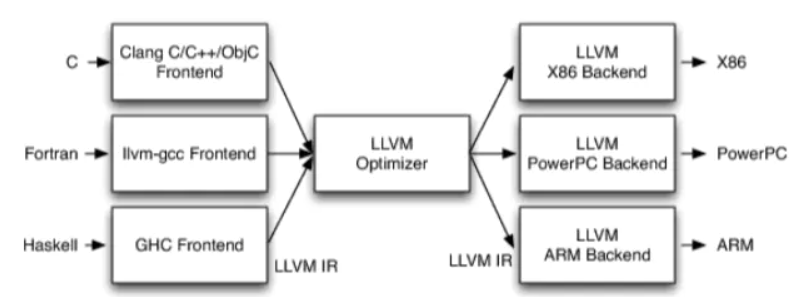 C
Clang C/C++/ObjC
Frontend
LLVM
X86 Backend
X86
Fortran
llvm-gcc Frontend
LLVM
Optimizer
LLVM
PowerPC Backend
PowerPC
Haskell
GHC Frontend
LLVM IR
LLVM IR
LLVM
ARM Backend
ARM